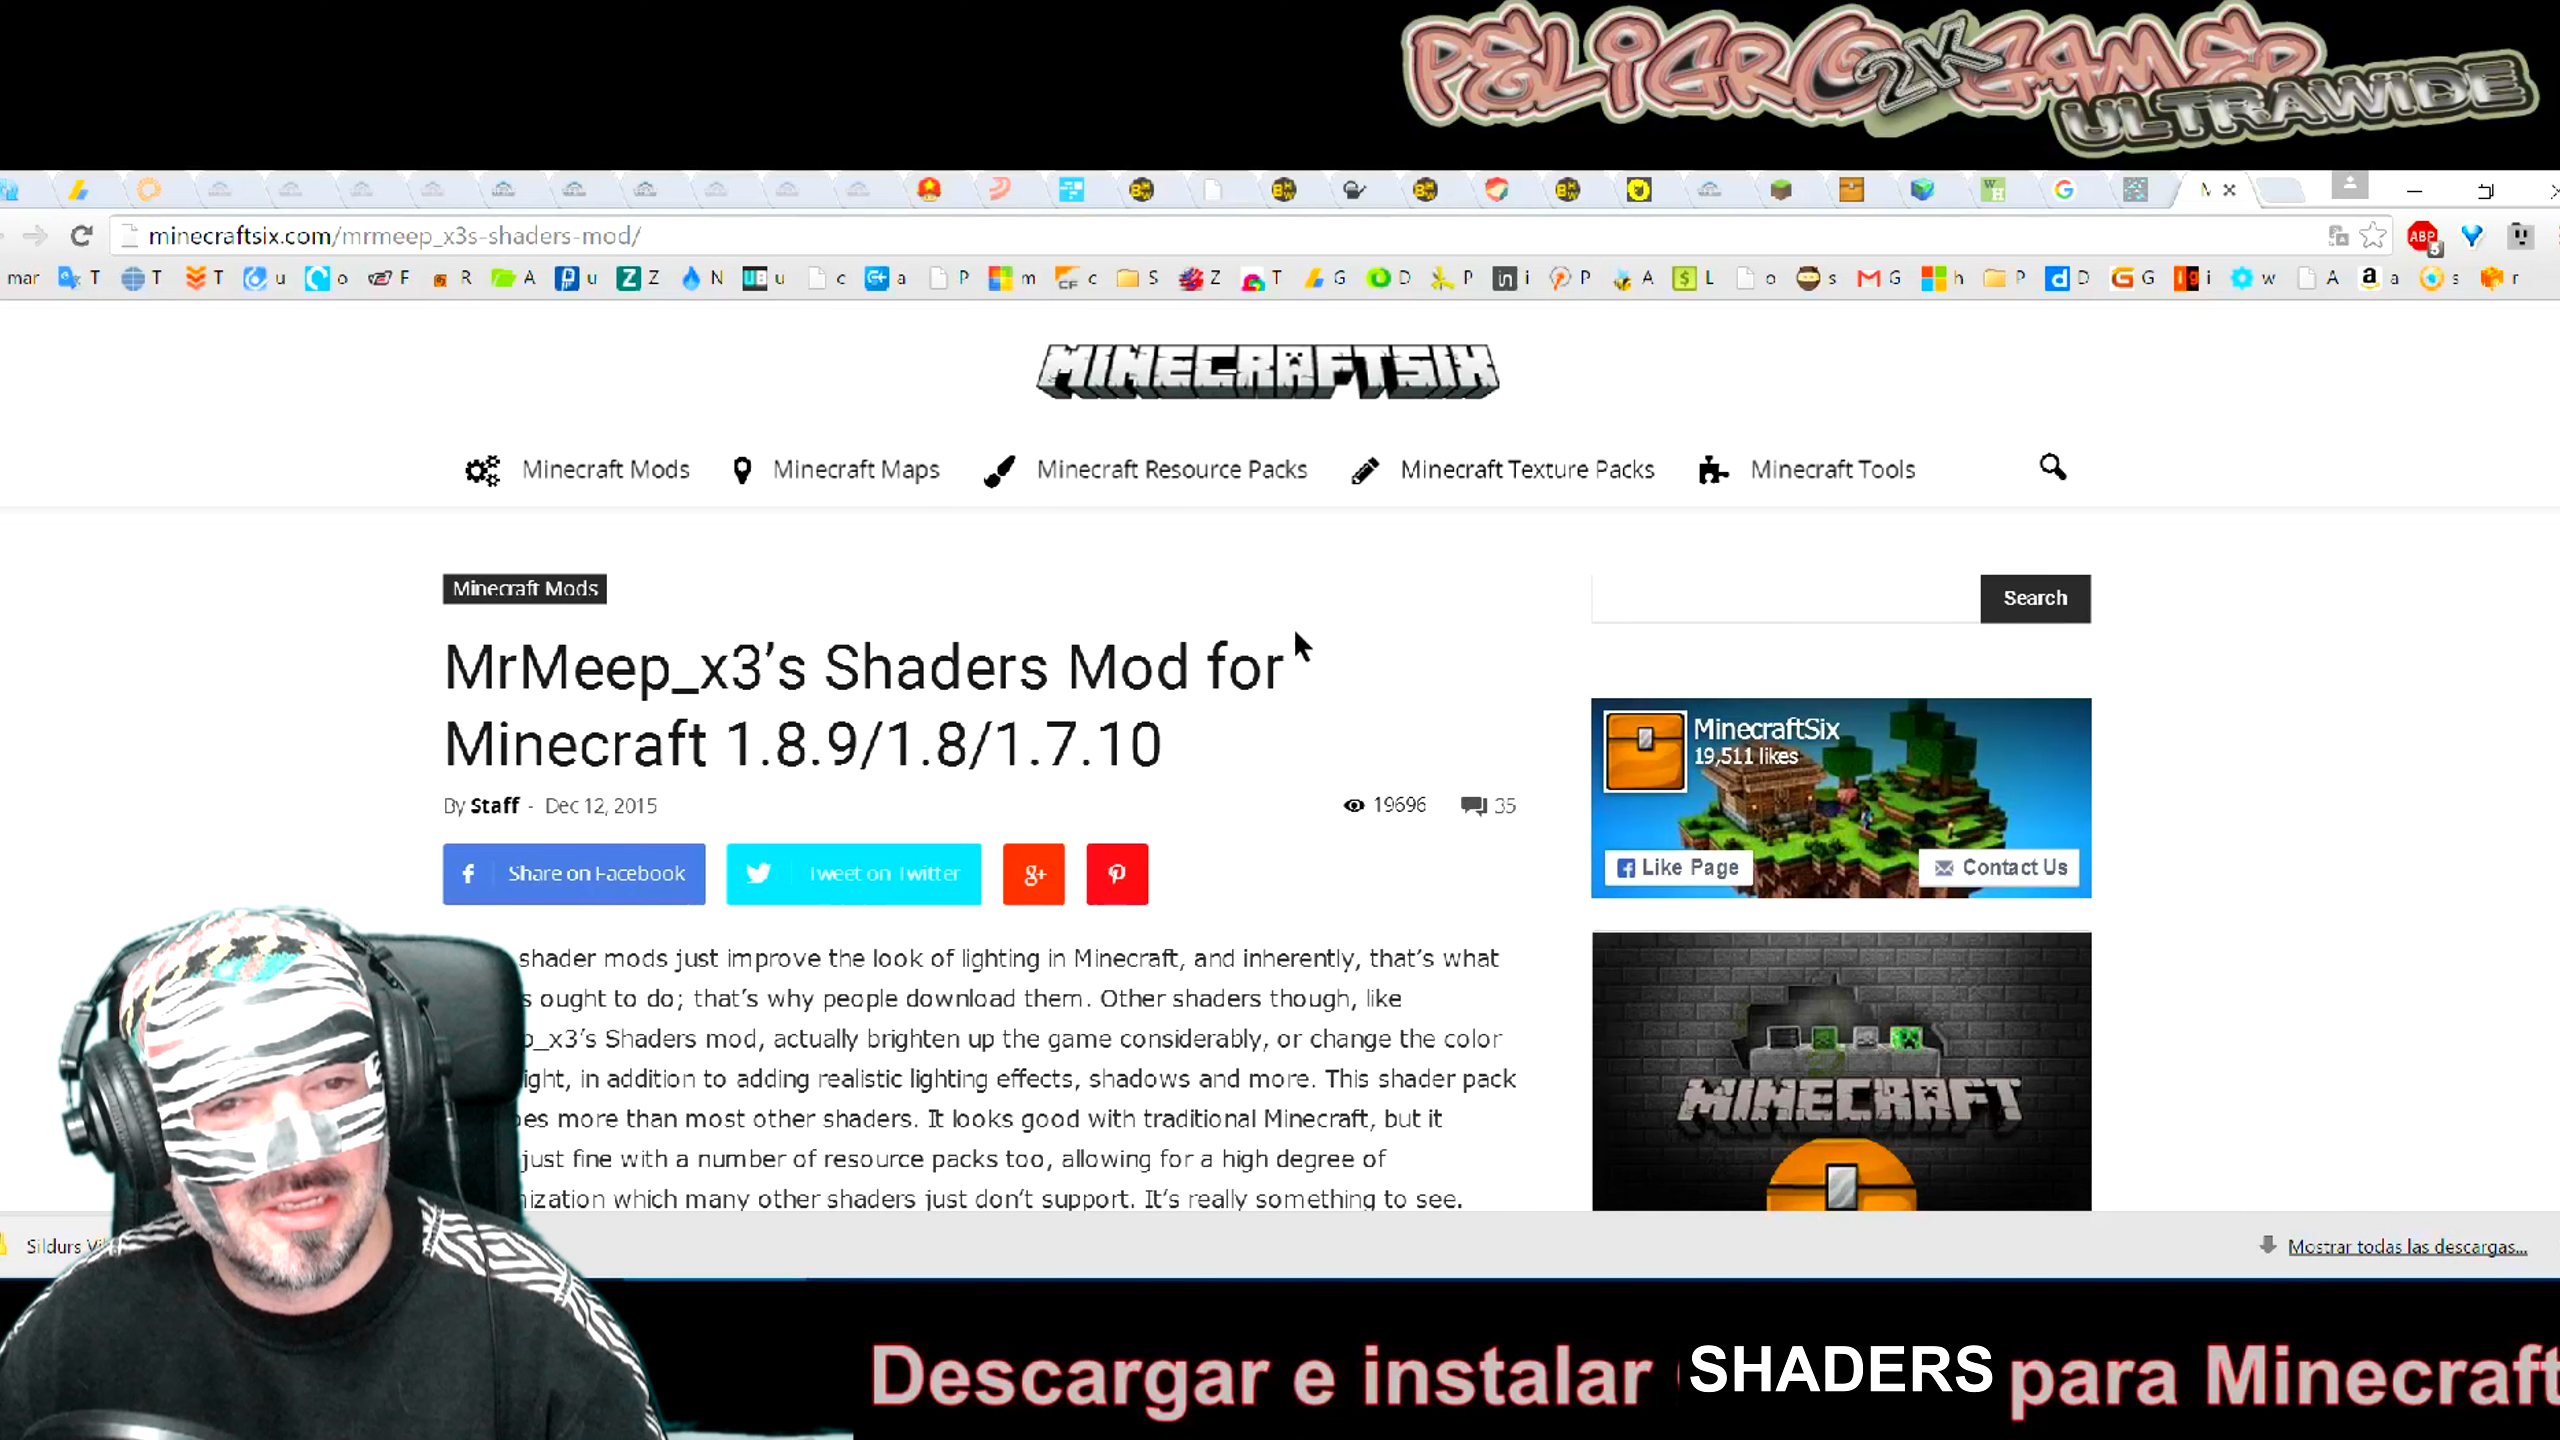 PELIGRO GAMER
2K
ULTRAWIDE
minecraftsix.com/mrmeep_x3s-shaders-mod/
mar T T T u o F R A u Z N u c a P m c S Z T G D P i P A L o s G h P D G i w A a s r
MINECRAFTSIX
Minecraft Mods Minecraft Maps Minecraft Resource Packs Minecraft Texture Packs Minecraft Tools
Minecraft Mods
Search
MrMeep_x3’s Shaders Mod for
Minecraft 1.8.9/1.8/1.7.10
By Staff - Dec 12, 2015 19696 35
Share on Facebook Tweet on Twitter g+
MinecraftSix
19,511 likes
Like Page Contact Us
shader mods just improve the look of lighting in Minecraft, and inherently, that’s what
s ought to do; that’s why people download them. Other shaders though, like
_x3’s Shaders mod, actually brighten up the game considerably, or change the color
ight, in addition to adding realistic lighting effects, shadows and more. This shader pack
es more than most other shaders. It looks good with traditional Minecraft, but it
just fine with a number of resource packs too, allowing for a high degree of
ization which many other shaders just don’t support. It’s really something to see.
MINECRAFT
Sildurs Vi
Mostrar todas las descargas...
Descargar e instalar SHADERS para Minecraft